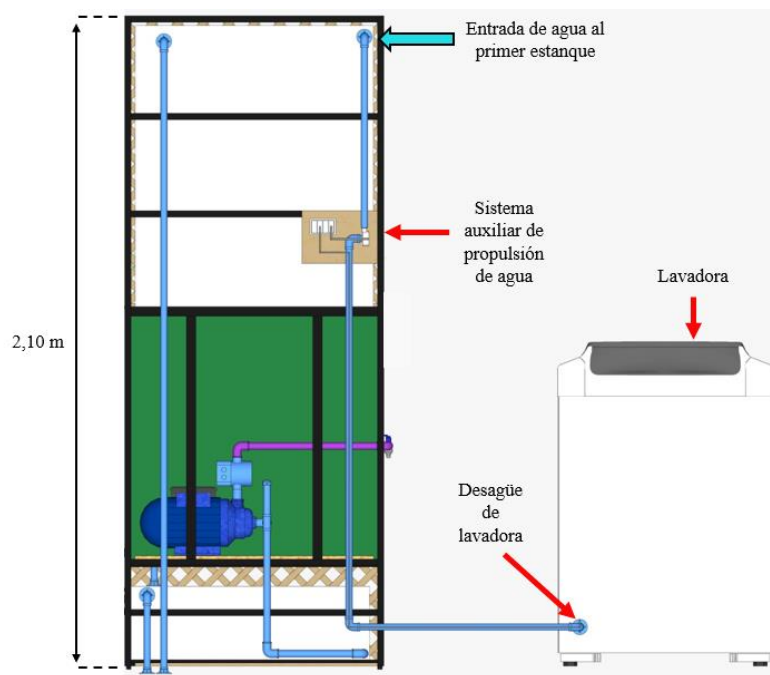 Entrada de agua al
primer estanque
Sistema
auxiliar de
propulsión
de agua
Lavadora
2,10 m
Desagüe
de
lavadora